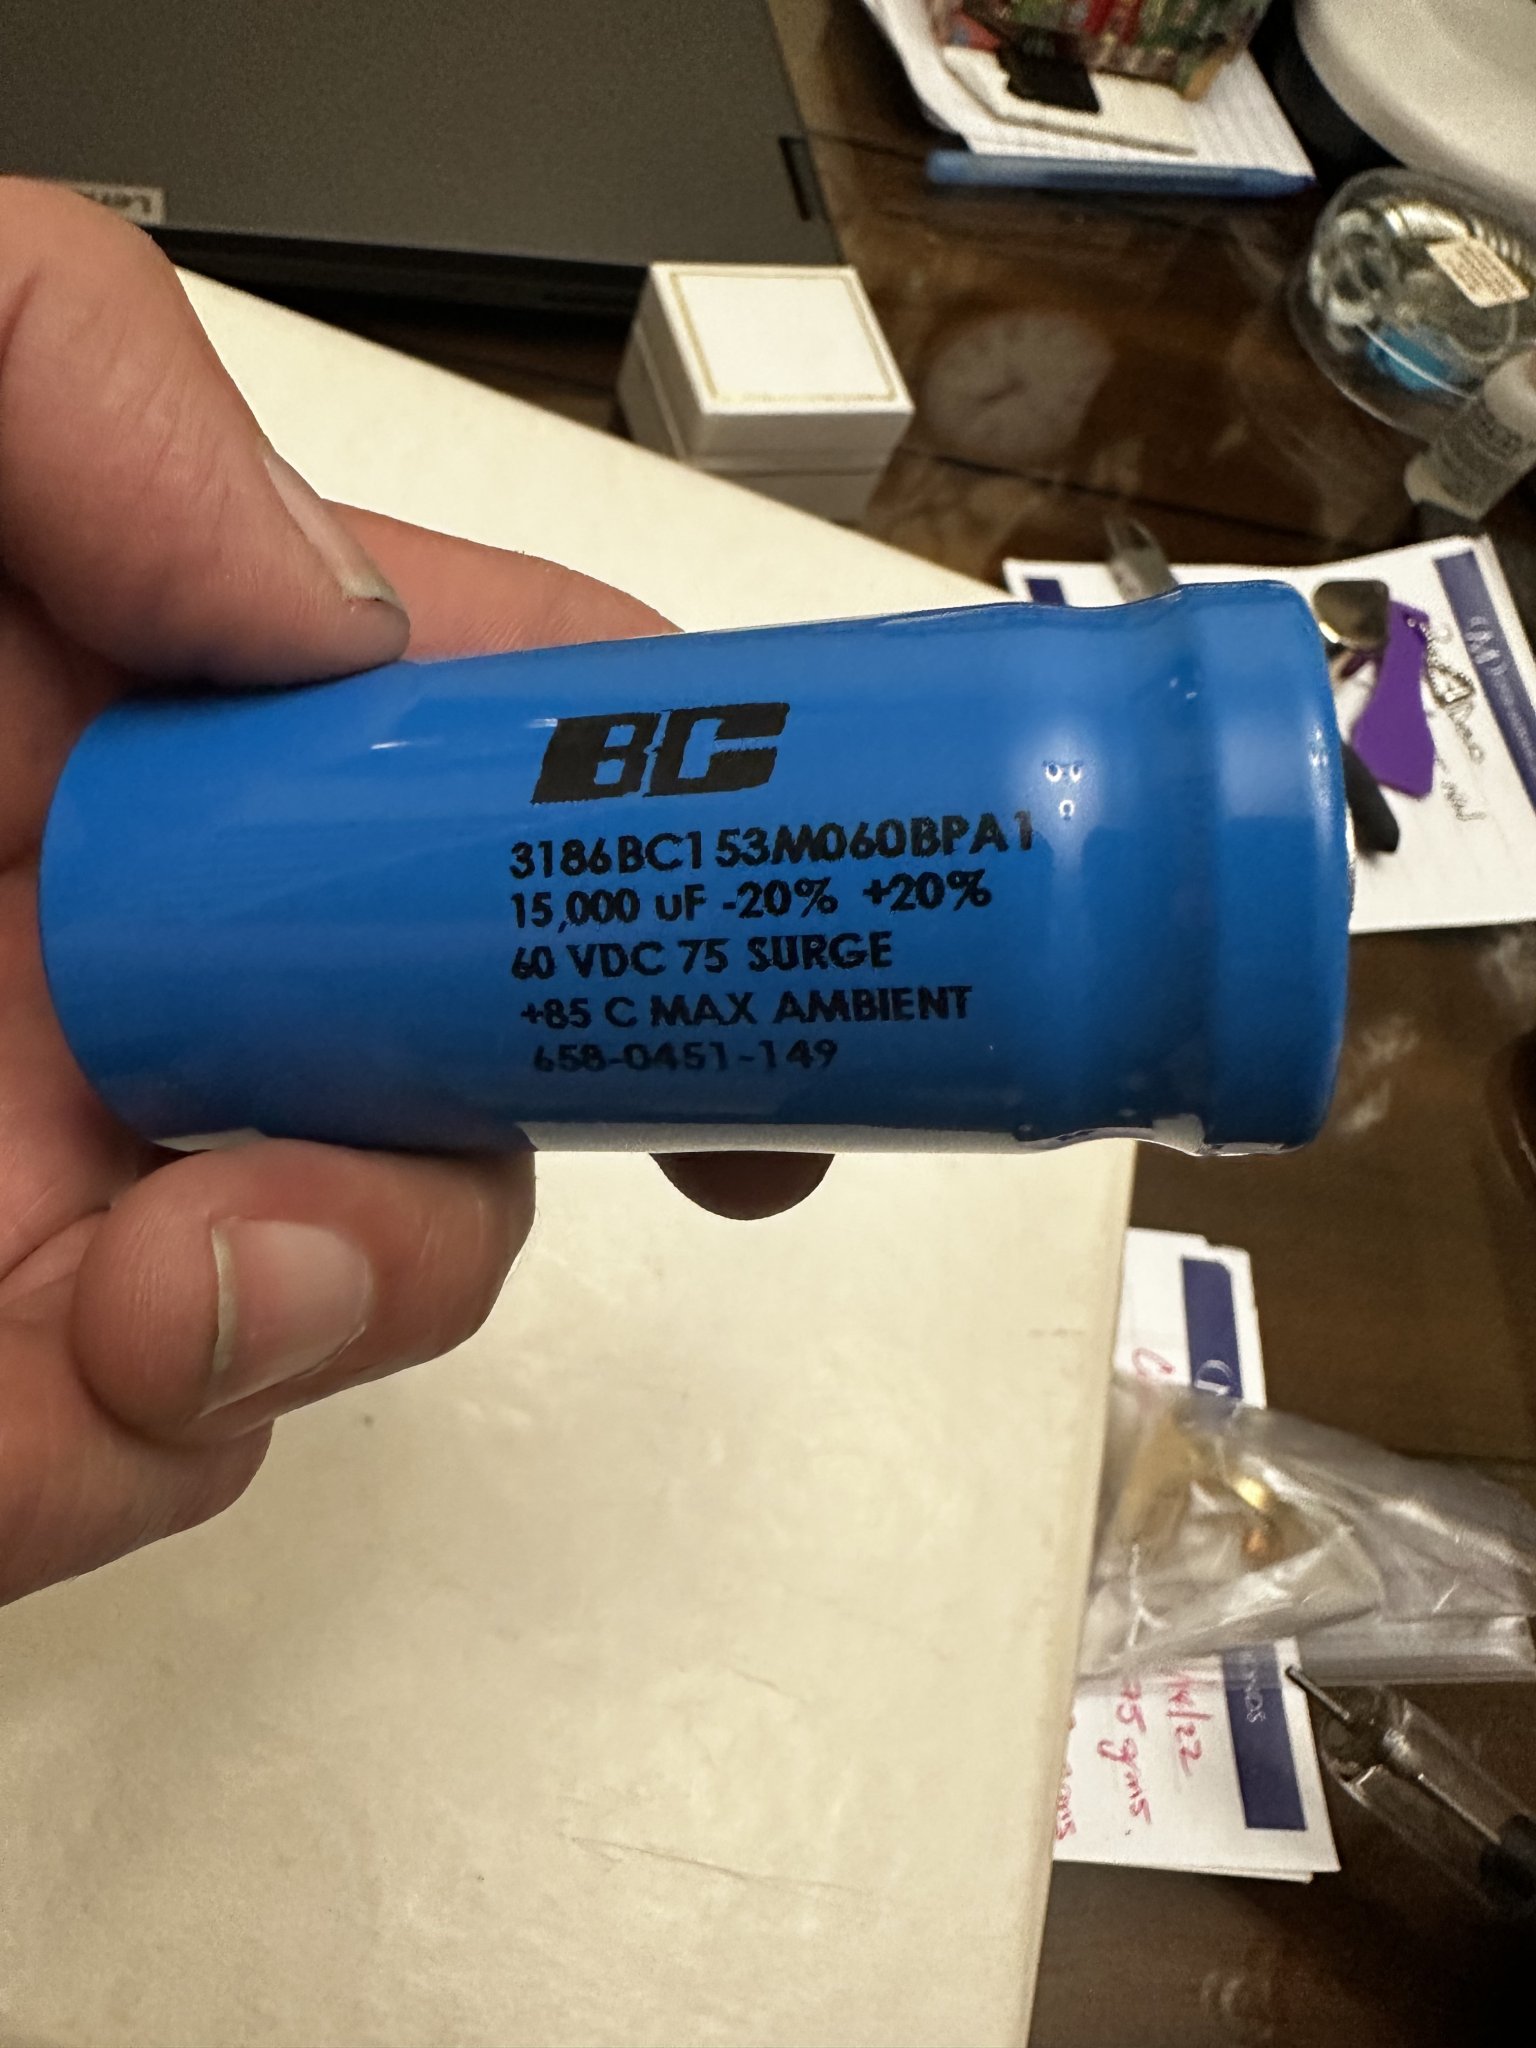 BC
3186BC153M060BPA1
15,000 uF -20% +20%
60 VDC 75 SURGE
+85 C MAX AMBIENT
658-0451-149